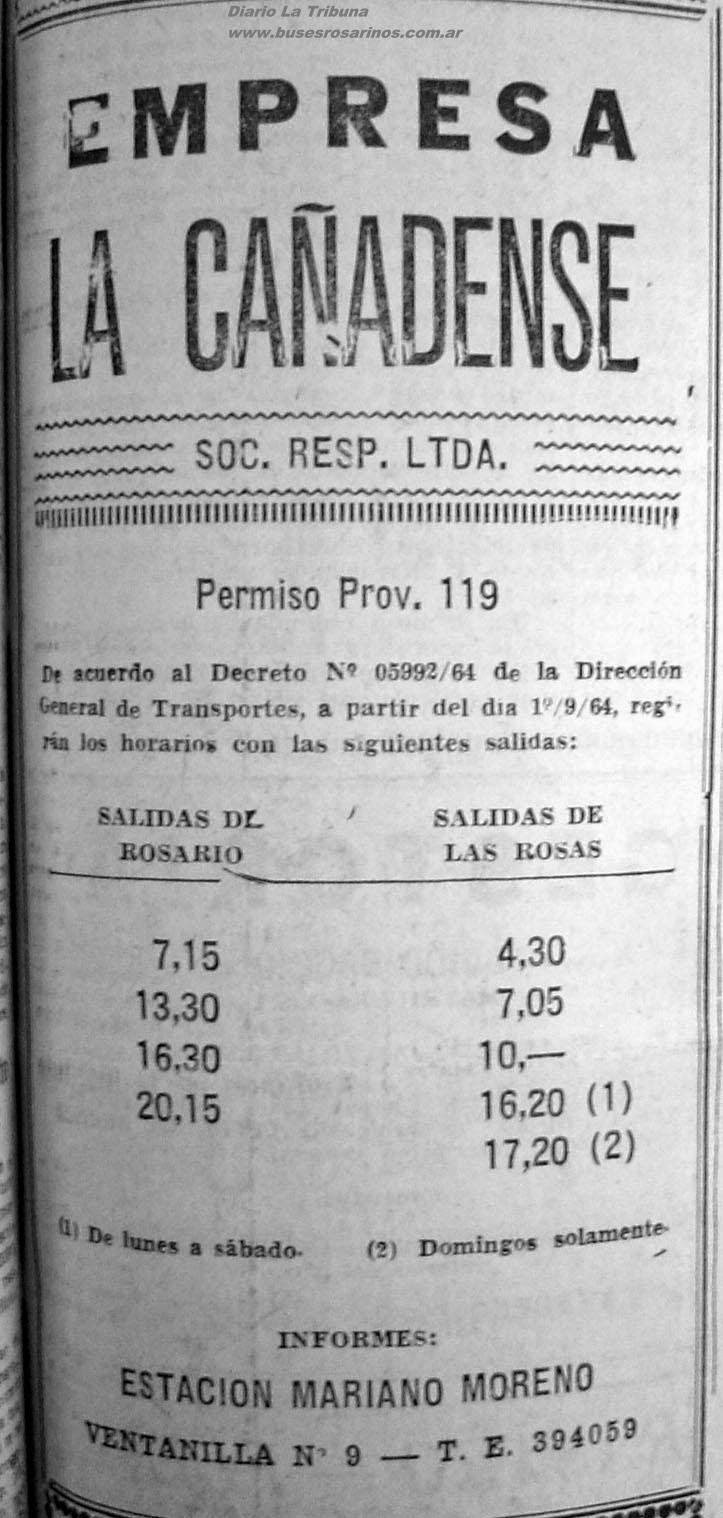 Diario La Tribuna
www.busesrosarinos.com.ar
EMPRESA
LA CAÑADENSE
SOC. RESP. LTDA.
Permiso Prov. 119
De acuerdo al Decreto Nº 05992/64 de la Dirección
General de Transportes, a partir del dia 1º/9/64, regi-
rán los horarios con las siguientes salidas:
SALIDAS DE ROSARIO
SALIDAS DE LAS ROSAS
7,15 4,30
13,30 7,05
16,30 10,—
20,15 16,20 (1)
17,20 (2)
(1) De lunes a sábado. (2) Domingos solamente.
INFORMES:
ESTACION MARIANO MORENO
VENTANILLA Nº 9 — T. E. 394059